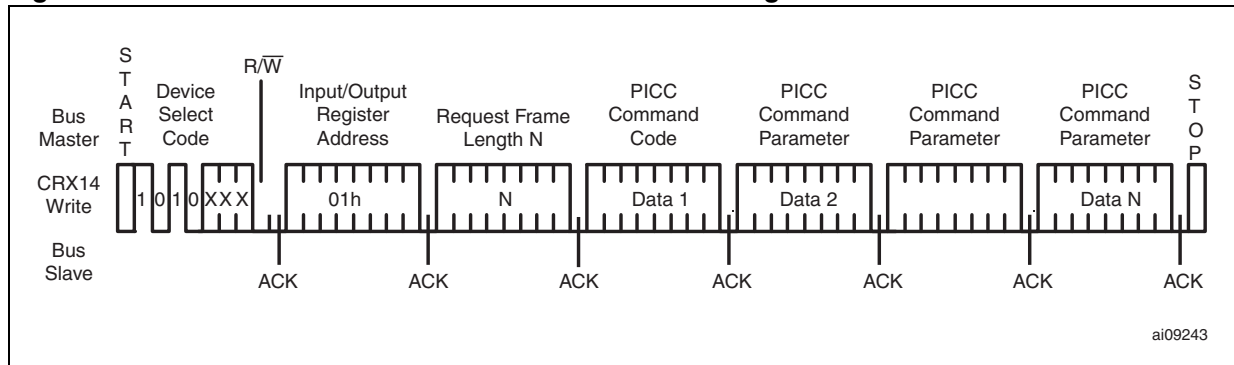 START
Device Select Code
R/W
Input/Output Register Address
Request Frame Length N
PICC Command Code
PICC Command Parameter
PICC Command Parameter
PICC Command Parameter
STOP
Bus Master
CRX14 Write
1 0 1 0 X X X
01h
N
Data 1
Data 2
Data N
Bus Slave
ACK
ACK
ACK
ACK
ACK
ACK
ACK
ai09243